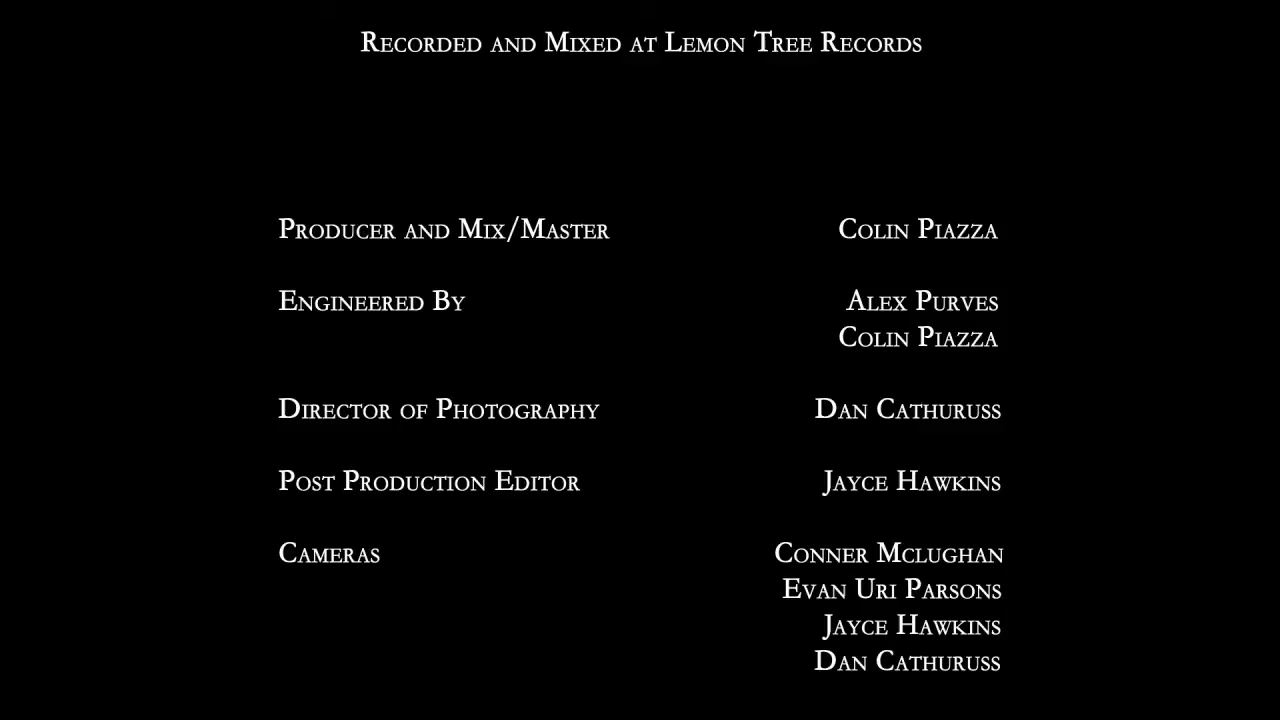 Recorded and Mixed at Lemon Tree Records
Producer and Mix/Master Colin Piazza
Engineered By Alex Purves
Colin Piazza
Director of Photography Dan Cathuruss
Post Production Editor Jayce Hawkins
Cameras Conner Mclughan
Evan Uri Parsons
Jayce Hawkins
Dan Cathuruss